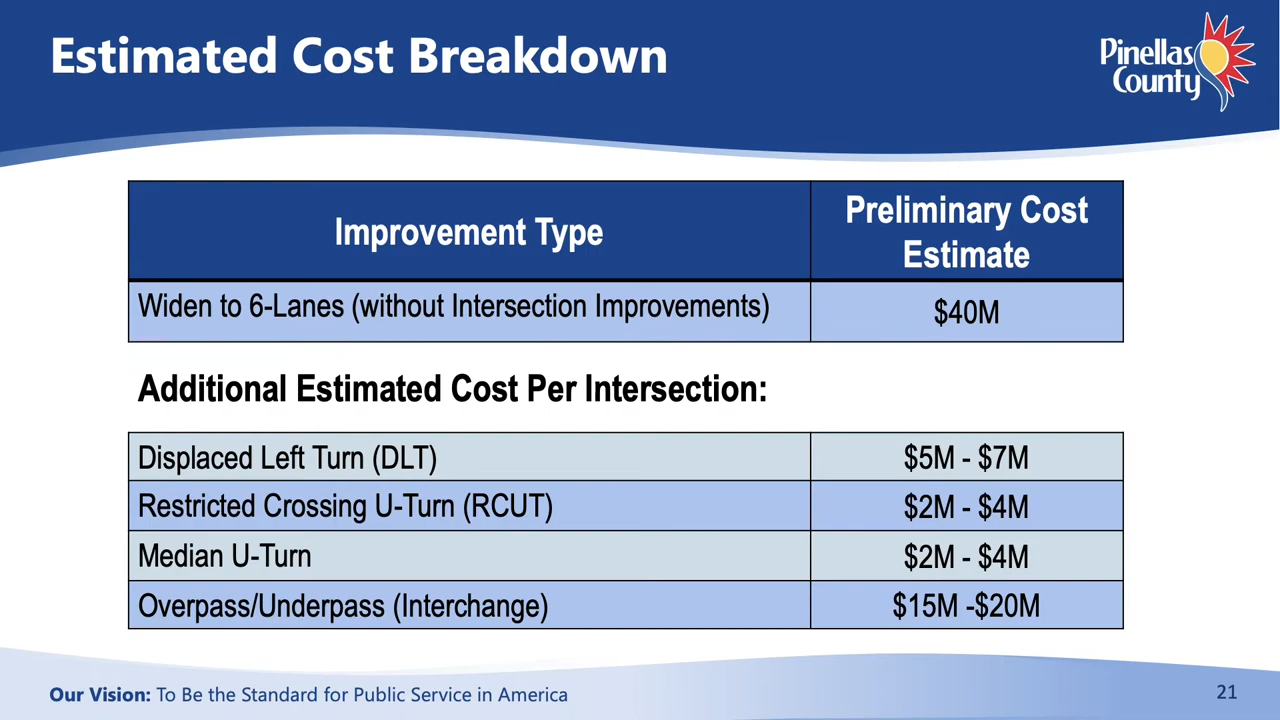 Estimated Cost Breakdown
Pinellas
County
Improvement Type
Preliminary Cost
Estimate
Widen to 6-Lanes (without Intersection Improvements)
$40M
Additional Estimated Cost Per Intersection:
Displaced Left Turn (DLT)
$5M - $7M
Restricted Crossing U-Turn (RCUT)
$2M - $4M
Median U-Turn
$2M - $4M
Overpass/Underpass (Interchange)
$15M -$20M
Our Vision: To Be the Standard for Public Service in America
21